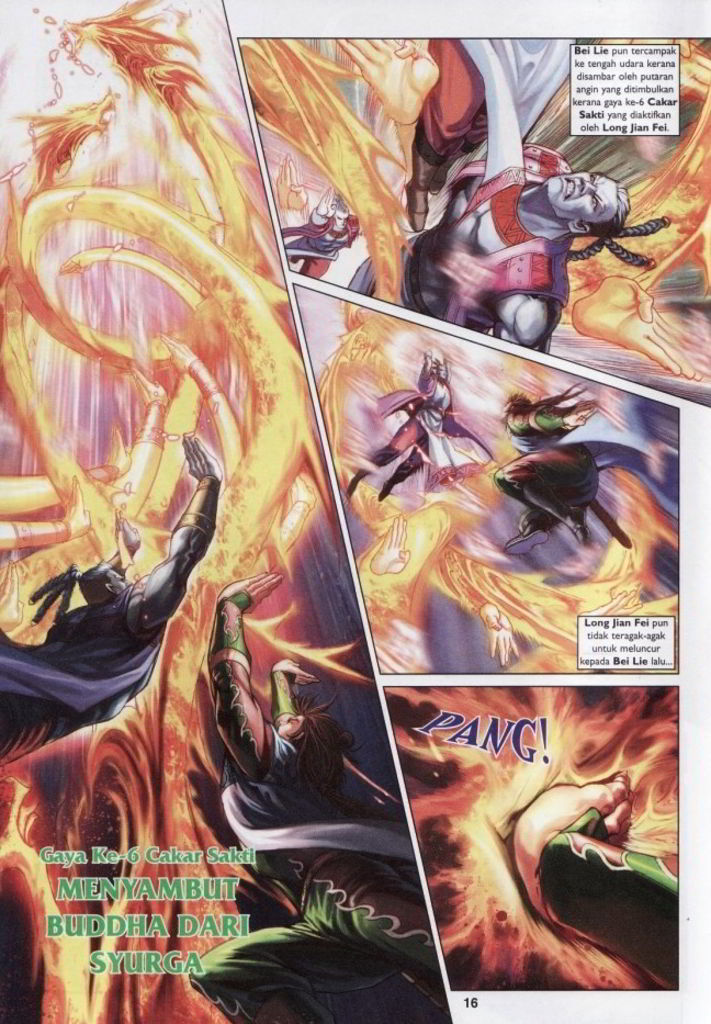 Gaya Ke-6 Cakar Sakti
MENYAMBUT
BUDDHA DARI
SYURGA
Bei Lie pun tercampak
ke tengah udara kerana
disambar oleh putaran
angin yang ditimbulkan
kerana gaya ke-6 Cakar
Sakti yang diaktifkan
oleh Long Jian Fei.
Long Jian Fei pun
tidak teragak-agak
untuk meluncur
kepada Bei Lie lalu...
PANG!
16